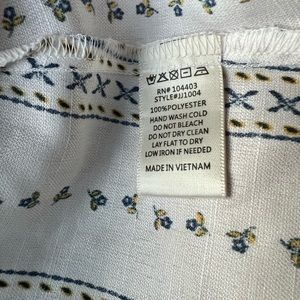 RN# 104403
STYLE#JJ1004
100%POLYESTER
HAND WASH COLD
DO NOT BLEACH
DO NOT DRY CLEAN
LAY FLAT TO DRY
LOW IRON IF NEEDED
MADE IN VIETNAM